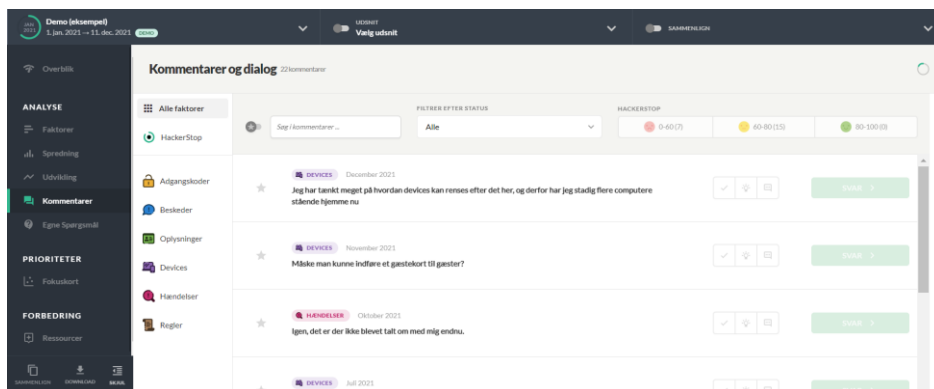 JAN
2021
Demo (eksempel)
1. jan. 2021 → 11. dec. 2021 DEMO
UDSNIT
Vælg udsnit
SAMMENLIGN
Overblik
ANALYSE
Faktorer
Spredning
Udvikling
Kommentarer
Egne Spørgsmål
PRIORITETER
Fokuskort
FORBEDRING
Ressourcer
SAMMENLIGN DOWNLOAD SKJUL
Kommentarer og dialog 22 kommentarer
Alle faktorer
HackerStop
Adgangskoder
Beskeder
Oplysninger
Devices
Hændelser
Regler
FILTRER EFTER STATUS
HACKERSTOP
Søg i kommentarer ...
Alle
0-60 (7)
60-80 (15)
80-100 (0)
DEVICES December 2021
Jeg har tænkt meget på hvordan devices kan renses efter det her, og derfor har jeg stadig flere computere
stående hjemme nu
SVAR
DEVICES November 2021
Måske man kunne indføre et gæstekort til gæster?
SVAR
HÆNDELSER Oktober 2021
Igen, det er der ikke blevet talt om med mig endnu.
SVAR
DEVICES Juli 2021